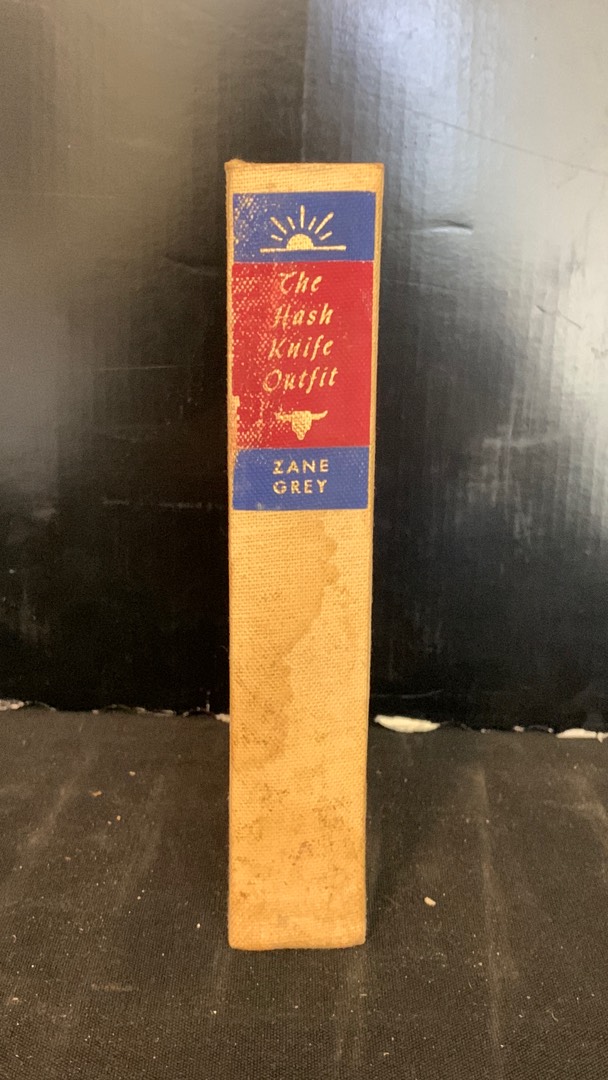 The
Hash
Knife
Outfit
ZANE
GREY